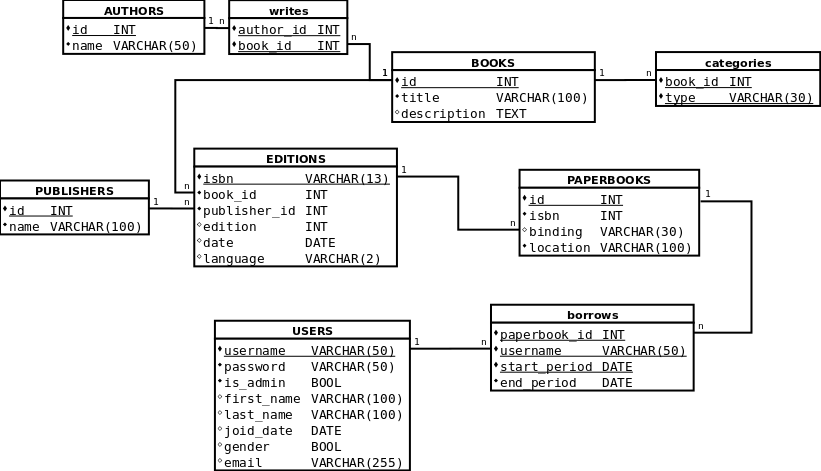 AUTHORS
id INT
name VARCHAR(50)
1 n
writes
author_id INT
book_id INT
n
1
BOOKS
id INT
title VARCHAR(100)
description TEXT
1 n
categories
book_id INT
type VARCHAR(30)
EDITIONS
isbn VARCHAR(13)
book_id INT
publisher_id INT
edition INT
date DATE
language VARCHAR(2)
n
n
1
PUBLISHERS
id INT
name VARCHAR(100)
1
n
PAPERBOOKS
id INT
isbn INT
binding VARCHAR(30)
location VARCHAR(100)
1
n
borrows
paperbook_id INT
username VARCHAR(50)
start_period DATE
end_period DATE
1 n
USERS
username VARCHAR(50)
password VARCHAR(50)
is_admin BOOL
first_name VARCHAR(100)
last_name VARCHAR(100)
joid_date DATE
gender BOOL
email VARCHAR(255)